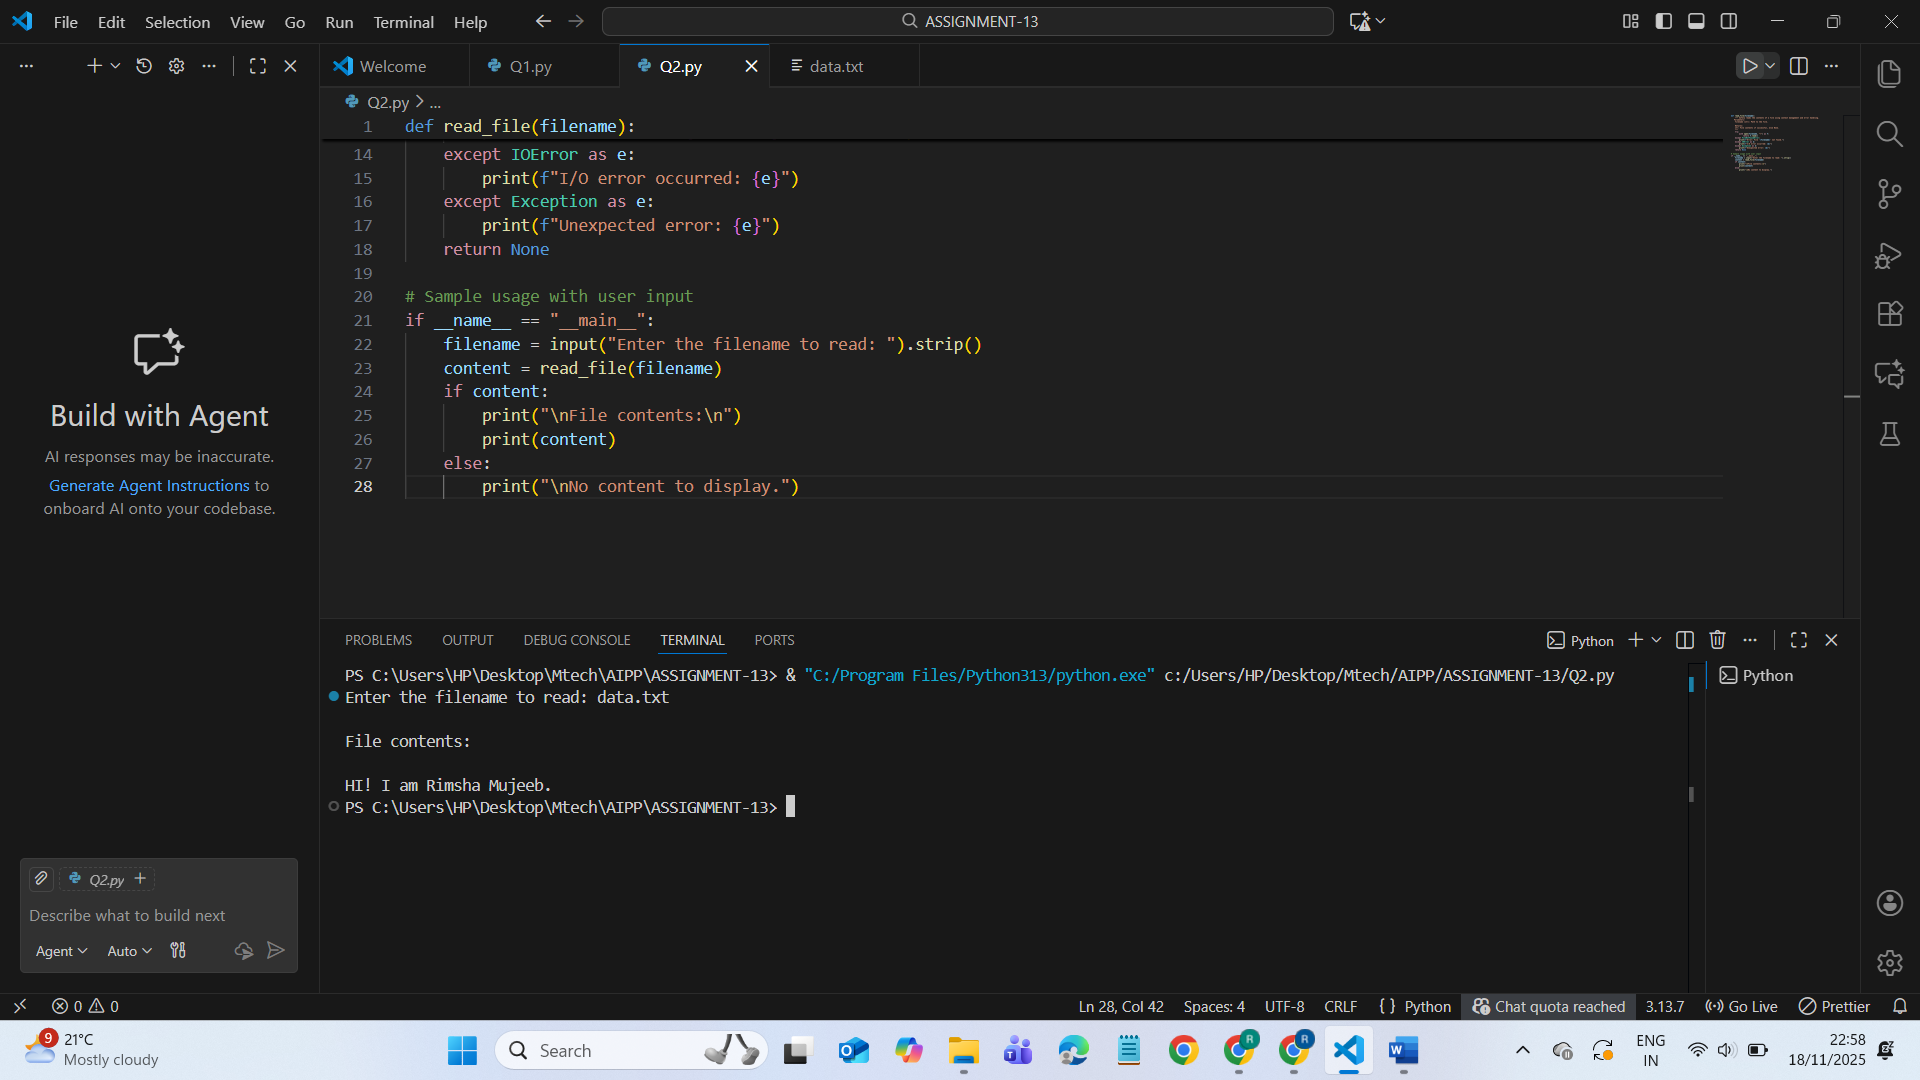 File Edit Selection View Go Run Terminal Help
ASSIGNMENT-13
Welcome
Q1.py
Q2.py
data.txt
Q2.py > ...
1 def read_file(filename):
14 except IOError as e:
15 print(f"I/O error occurred: {e}")
16 except Exception as e:
17 print(f"Unexpected error: {e}")
18 return None
19
20 # Sample usage with user input
21 if __name__ == "__main__":
22 filename = input("Enter the filename to read: ").strip()
23 content = read_file(filename)
24 if content:
25 print("\nFile contents:\n")
26 print(content)
27 else:
28 print("\nNo content to display.")
Build with Agent
AI responses may be inaccurate.
Generate Agent Instructions to
onboard AI onto your codebase.
Q2.py
Describe what to build next
Agent
Auto
PROBLEMS OUTPUT DEBUG CONSOLE TERMINAL PORTS
Python
PS C:\Users\HP\Desktop\Mtech\AIPP\ASSIGNMENT-13> & "C:/Program Files/Python313/python.exe" c:/Users/HP/Desktop/Mtech/AIPP/ASSIGNMENT-13/Q2.py
Enter the filename to read: data.txt
File contents:
HI! I am Rimsha Mujeeb.
PS C:\Users\HP\Desktop\Mtech\AIPP\ASSIGNMENT-13>
Python
0 0
Ln 28, Col 42 Spaces: 4 UTF-8 CRLF { } Python Chat quota reached 3.13.7 Go Live Prettier
9
21°C
Mostly cloudy
Search
R
R
ENG
IN
22:58
18/11/2025